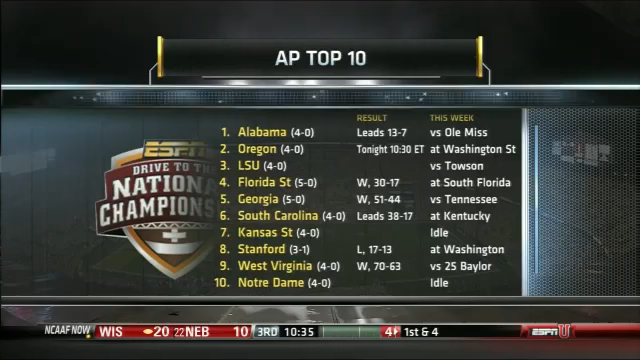 AP TOP 10
RESULT THIS WEEK
1. Alabama (4-0) Leads 13-7 vs Ole Miss
2. Oregon (4-0) Tonight 10:30 ET at Washington St
3. LSU (4-0) vs Towson
4. Florida St (5-0) W, 30-17 at South Florida
5. Georgia (5-0) W, 51-44 vs Tennessee
6. South Carolina (4-0) Leads 38-17 at Kentucky
7. Kansas St (4-0) Idle
8. Stanford (3-1) L, 17-13 at Washington
9. West Virginia (4-0) W, 70-63 vs 25 Baylor
10. Notre Dame (4-0) Idle
ESPN
DRIVE TO THE
NATIONA
CHAMPIONS
NCAAF NOW WIS 20 22 NEB 10 3RD 10:35 4 1st & 4 ESPN U